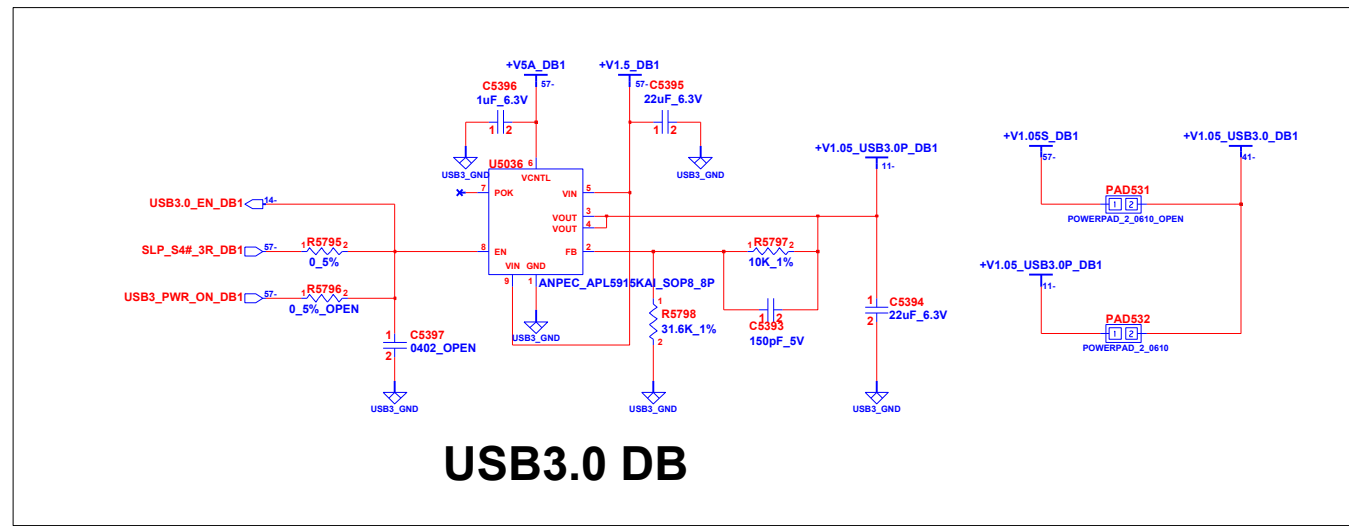 +V5A_DB1
57-
+V1.5_DB1
57-
C5396
1uF_6.3V
1 2
USB3_GND
C5395
22uF_6.3V
1 2
USB3_GND
U5036
6
VCNTL
7
POK
VIN
5
VOUT
3
VOUT
4
8
EN
FB
2
VIN GND
9
1
ANPEC_APL5915KAI_SOP8_8P
USB3_GND
USB3.0_EN_DB1
14-
SLP_S4#_3R_DB1
57-
1 R5795 2
0_5%
USB3_PWR_ON_DB1
57-
1 R5796 2
0_5%_OPEN
1
C5397
2
0402_OPEN
USB3_GND
1
R5798
31.6K_1%
2
USB3_GND
1 R5797 2
10K_1%
1 2
C5393
150pF_5V
+V1.05_USB3.0P_DB1
11-
1
C5394
2
22uF_6.3V
USB3_GND
+V1.05S_DB1
57-
+V1.05_USB3.0_DB1
41-
PAD531
1 2
POWERPAD_2_0610_OPEN
+V1.05_USB3.0P_DB1
11-
PAD532
1 2
POWERPAD_2_0610
USB3.0 DB